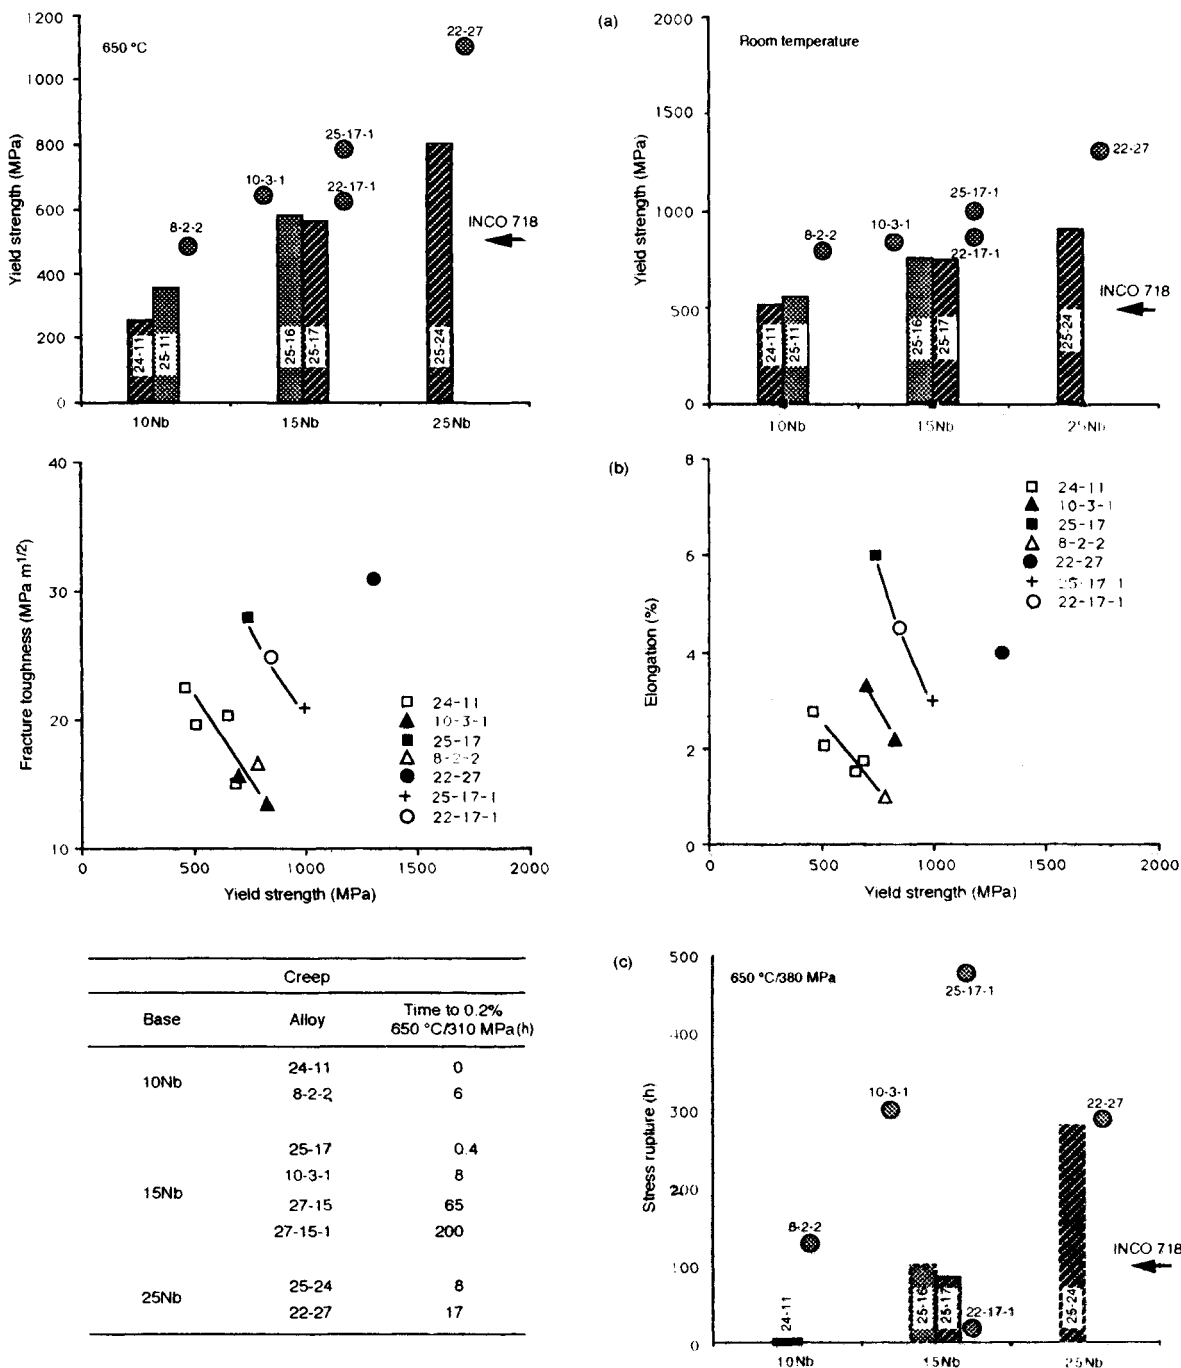 (a)
650 °C
1200
1000
800
600
400
200
0
Yield strength (MPa)
22-27
25-17-1
10-3-1
22-17-1
8-2-2
INCO 718
24-11
25-11
25-16
25-17
25-24
10Nb
15Nb
25Nb
Room temperature
2000
1500
1000
500
0
Yield strength (MPa)
22-27
25-17-1
10-3-1
8-2-2
22-17-1
INCO 718
24-11
25-11
25-16
25-17
25-24
10Nb
15Nb
25Nb
(b)
40
30
20
10
Fracture toughness (MPa m1/2)
24-11
10-3-1
25-17
8-2-2
22-27
25-17-1
22-17-1
0
500
1000
1500
2000
Yield strength (MPa)
8
6
4
2
0
Elongation (%)
24-11
10-3-1
25-17
8-2-2
22-27
25-17-1
22-17-1
0
500
1000
1500
2000
Yield strength (MPa)
Creep
Base Alloy Time to 0.2%
650 °C/310 MPa (h)
10Nb
24-11 0
8-2-2 6
15Nb
25-17 0.4
10-3-1 8
27-15 65
27-15-1 200
25Nb
25-24 8
22-27 17
(c)
650 °C/380 MPa
500
400
300
200
100
0
Stress rupture (h)
25-17-1
10-3-1
22-27
8-2-2
INCO 718
24-11
25-16
25-17
22-17-1
25-24
10Nb
15Nb
25Nb